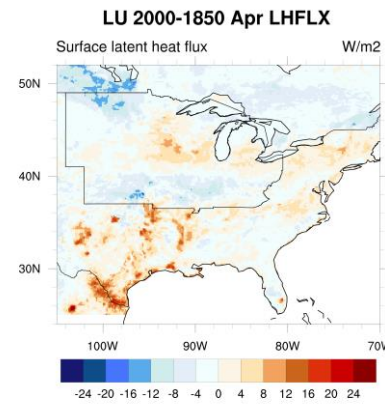 LU 2000-1850 Apr LHFLX
Surface latent heat flux W/m2
50N
40N
30N
100W 90W 80W 70W
-24 -20 -16 -12 -8 -4 0 4 8 12 16 20 24